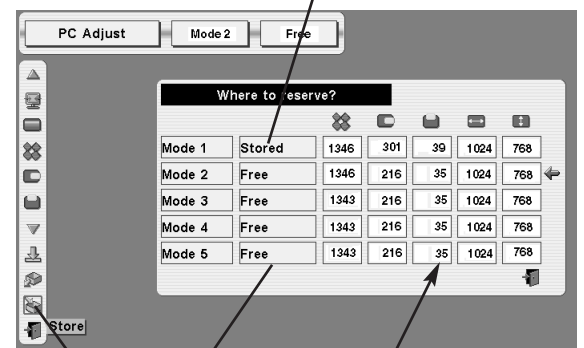 PC Adjust Mode 2 Free
Where to reserve?
Mode 1 Stored 1346 301 39 1024 768
Mode 2 Free 1346 216 35 1024 768
Mode 3 Free 1343 216 35 1024 768
Mode 4 Free 1343 216 35 1024 768
Mode 5 Free 1343 216 35 1024 768
Store